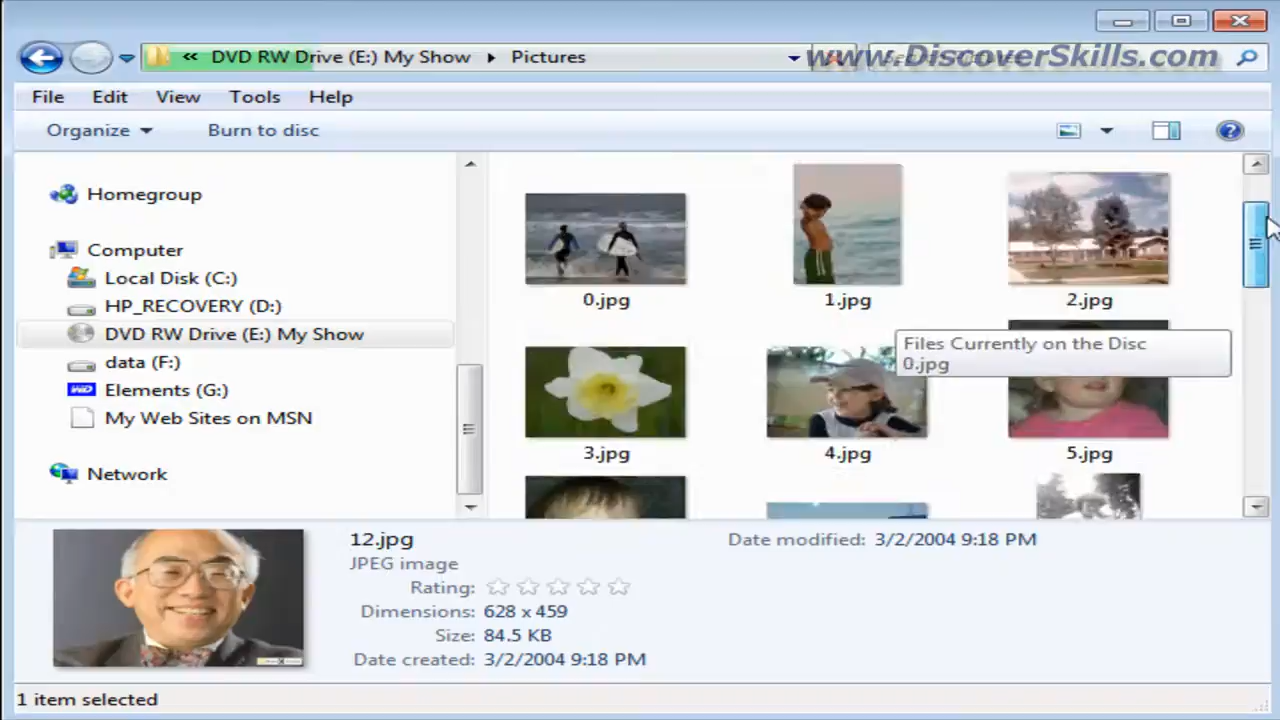 « DVD RW Drive (E:) My Show ▸ Pictures
www.DiscoverSkills.com
File Edit View Tools Help
Organize Burn to disc
Homegroup
Computer
Local Disk (C:)
HP_RECOVERY (D:)
DVD RW Drive (E:) My Show
data (F:)
WD Elements (G:)
My Web Sites on MSN
Network
0.jpg 1.jpg 2.jpg
Files Currently on the Disc
0.jpg
3.jpg 4.jpg 5.jpg
12.jpg Date modified: 3/2/2004 9:18 PM
JPEG image
Rating:
Dimensions: 628 x 459
Size: 84.5 KB
Date created: 3/2/2004 9:18 PM
1 item selected